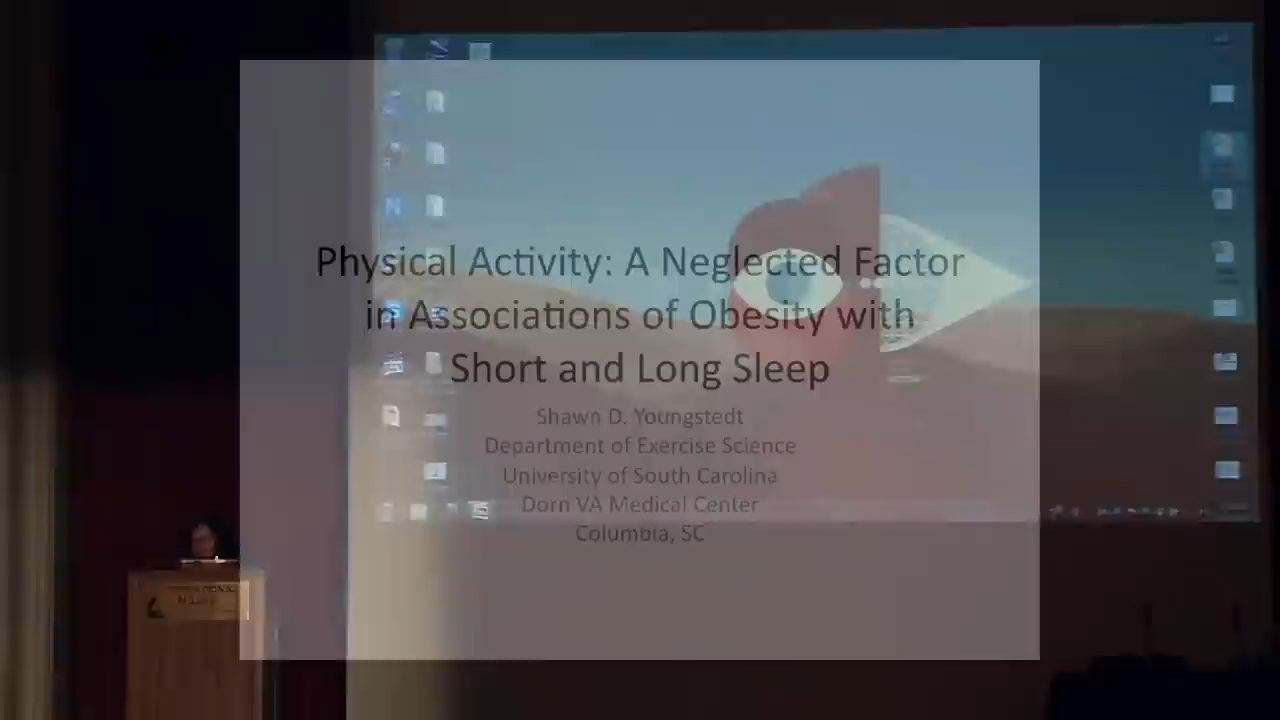 Physical Activity: A Neglected Factor
in Associations of Obesity with
Short and Long Sleep
Shawn D. Youngstedt
Department of Exercise Science
University of South Carolina
Dorn VA Medical Center
Columbia, SC